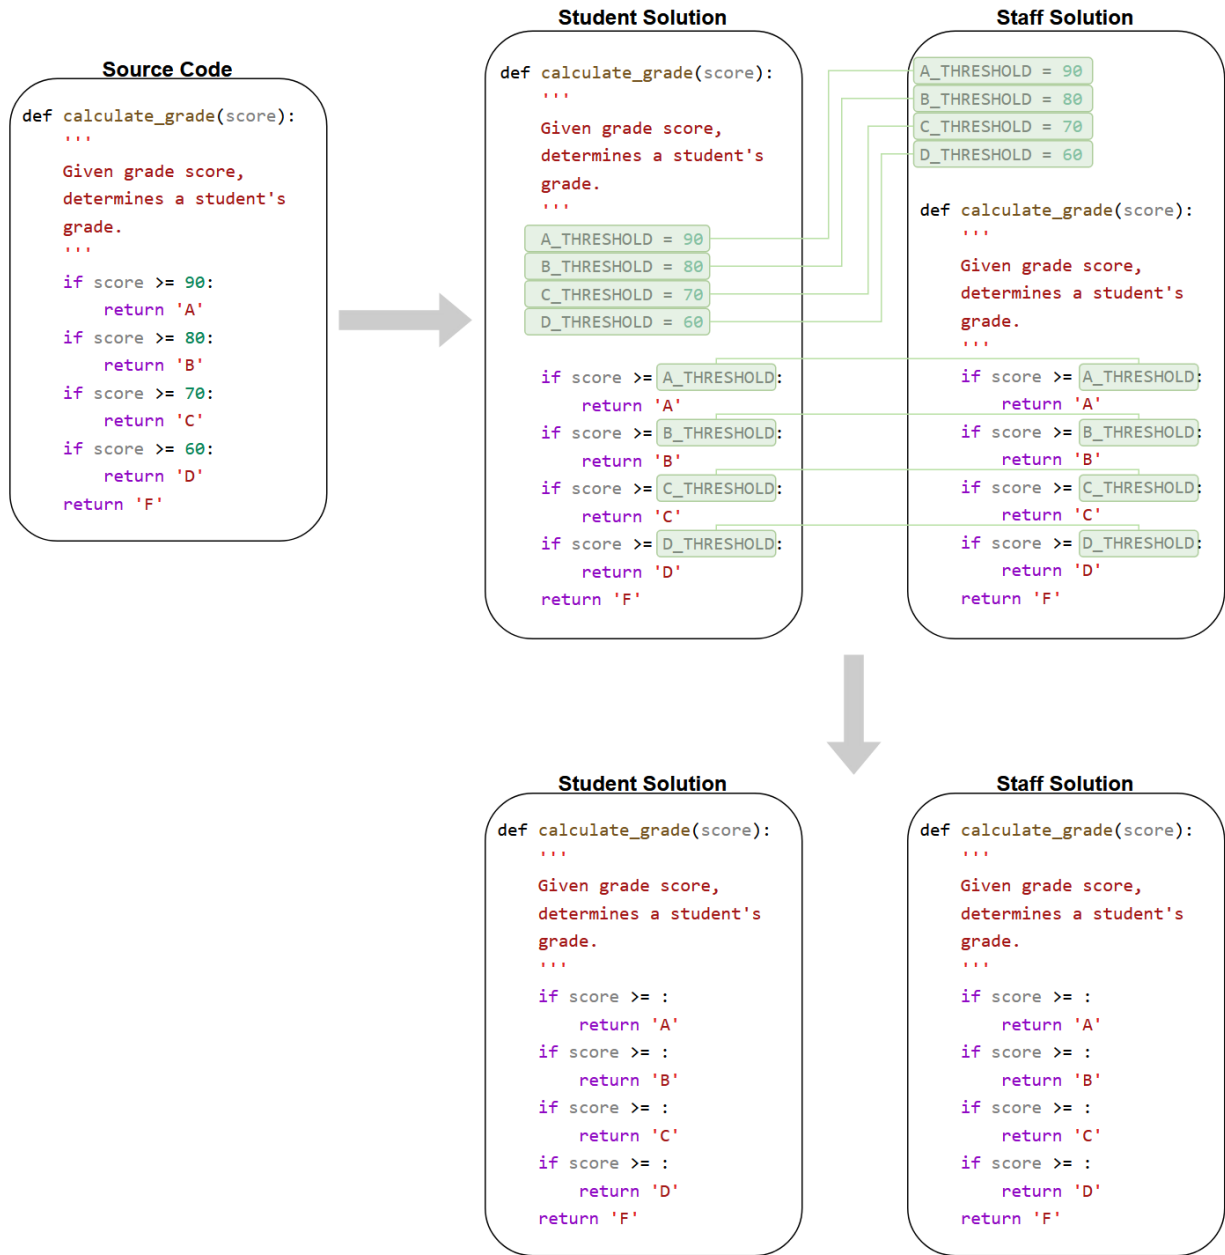 Source Code
def calculate_grade(score):
'''
Given grade score,
determines a student's
grade.
'''
if score >= 90:
return 'A'
if score >= 80:
return 'B'
if score >= 70:
return 'C'
if score >= 60:
return 'D'
return 'F'
Student Solution
def calculate_grade(score):
'''
Given grade score,
determines a student's
grade.
'''
A_THRESHOLD = 90
B_THRESHOLD = 80
C_THRESHOLD = 70
D_THRESHOLD = 60
if score >= A_THRESHOLD:
return 'A'
if score >= B_THRESHOLD:
return 'B'
if score >= C_THRESHOLD:
return 'C'
if score >= D_THRESHOLD:
return 'D'
return 'F'
Staff Solution
A_THRESHOLD = 90
B_THRESHOLD = 80
C_THRESHOLD = 70
D_THRESHOLD = 60
def calculate_grade(score):
'''
Given grade score,
determines a student's
grade.
'''
if score >= A_THRESHOLD:
return 'A'
if score >= B_THRESHOLD:
return 'B'
if score >= C_THRESHOLD:
return 'C'
if score >= D_THRESHOLD:
return 'D'
return 'F'
Student Solution
def calculate_grade(score):
'''
Given grade score,
determines a student's
grade.
'''
if score >= :
return 'A'
if score >= :
return 'B'
if score >= :
return 'C'
if score >= :
return 'D'
return 'F'
Staff Solution
def calculate_grade(score):
'''
Given grade score,
determines a student's
grade.
'''
if score >= :
return 'A'
if score >= :
return 'B'
if score >= :
return 'C'
if score >= :
return 'D'
return 'F'